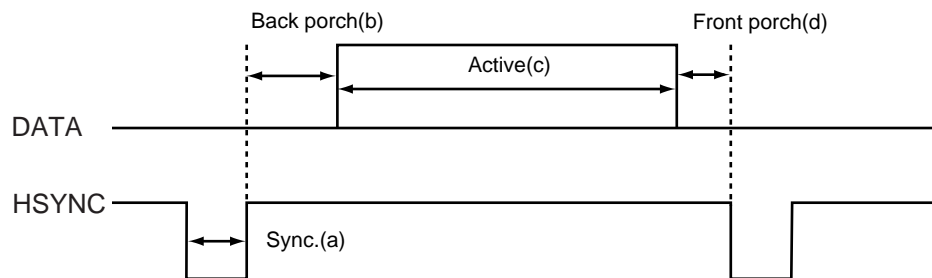 Back porch(b)
Front porch(d)
Active(c)
DATA
HSYNC
Sync.(a)